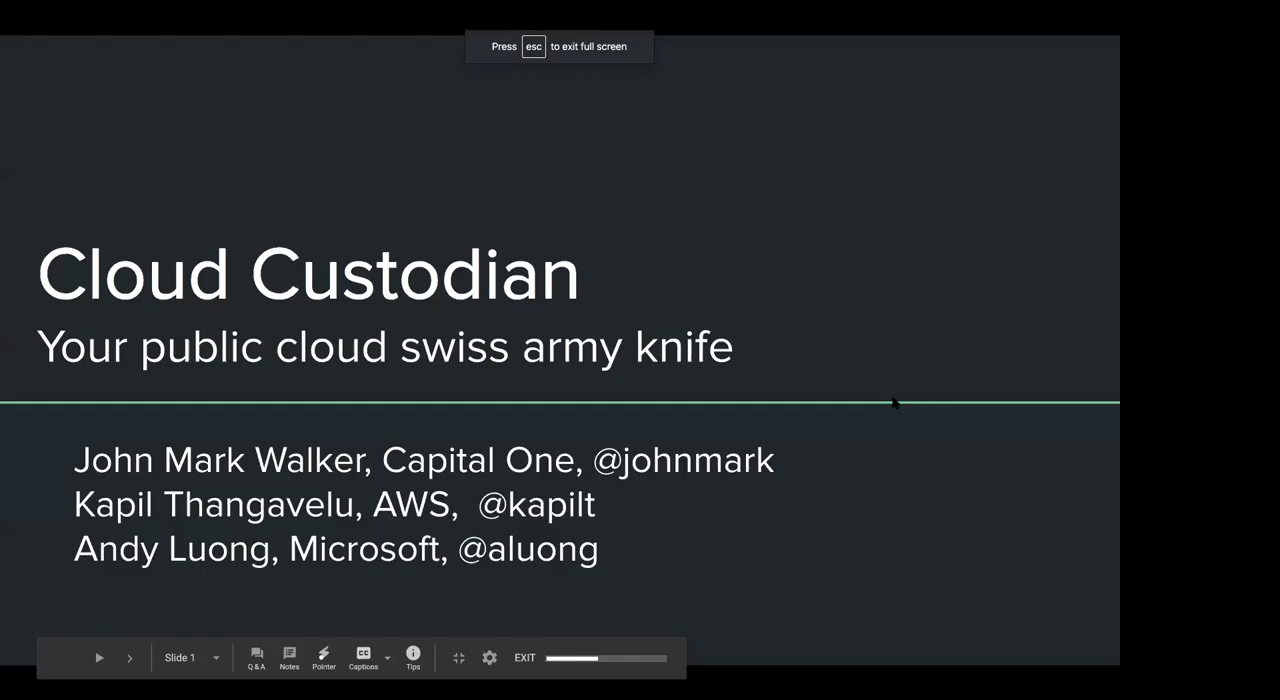 Press esc to exit full screen
Cloud Custodian
Your public cloud swiss army knife
John Mark Walker, Capital One, @johnmark
Kapil Thangavelu, AWS, @kapilt
Andy Luong, Microsoft, @aluong
Slide 1 Q&A Notes Pointer Captions Tips EXIT